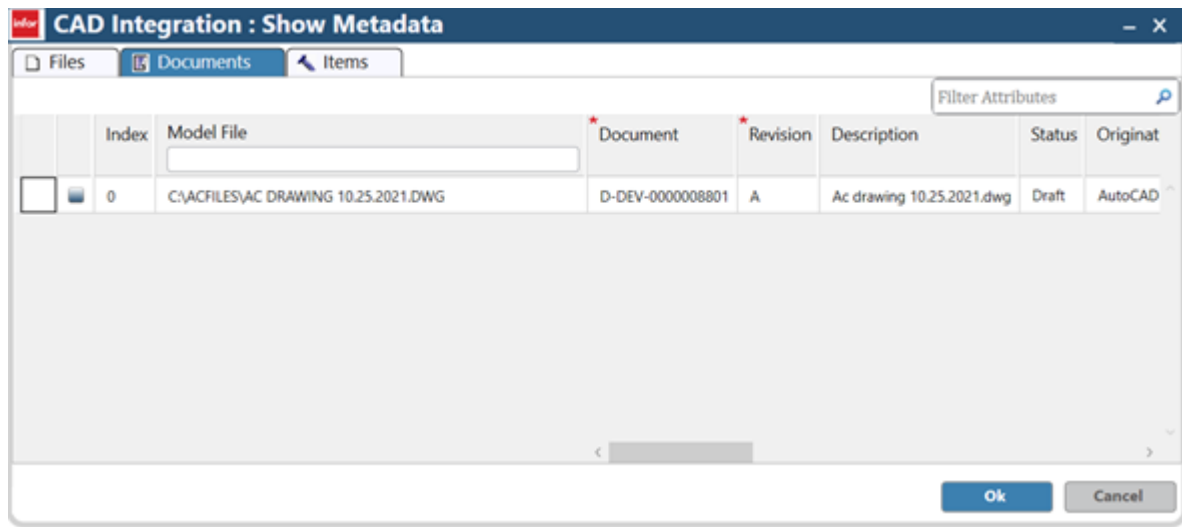 infor CAD Integration : Show Metadata
Files Documents Items
Filter Attributes
Index Model File *Document *Revision Description Status Originat
0 C:\ACFILES\AC DRAWING 10.25.2021.DWG D-DEV-0000008801 A Ac drawing 10.25.2021.dwg Draft AutoCAD
Ok Cancel